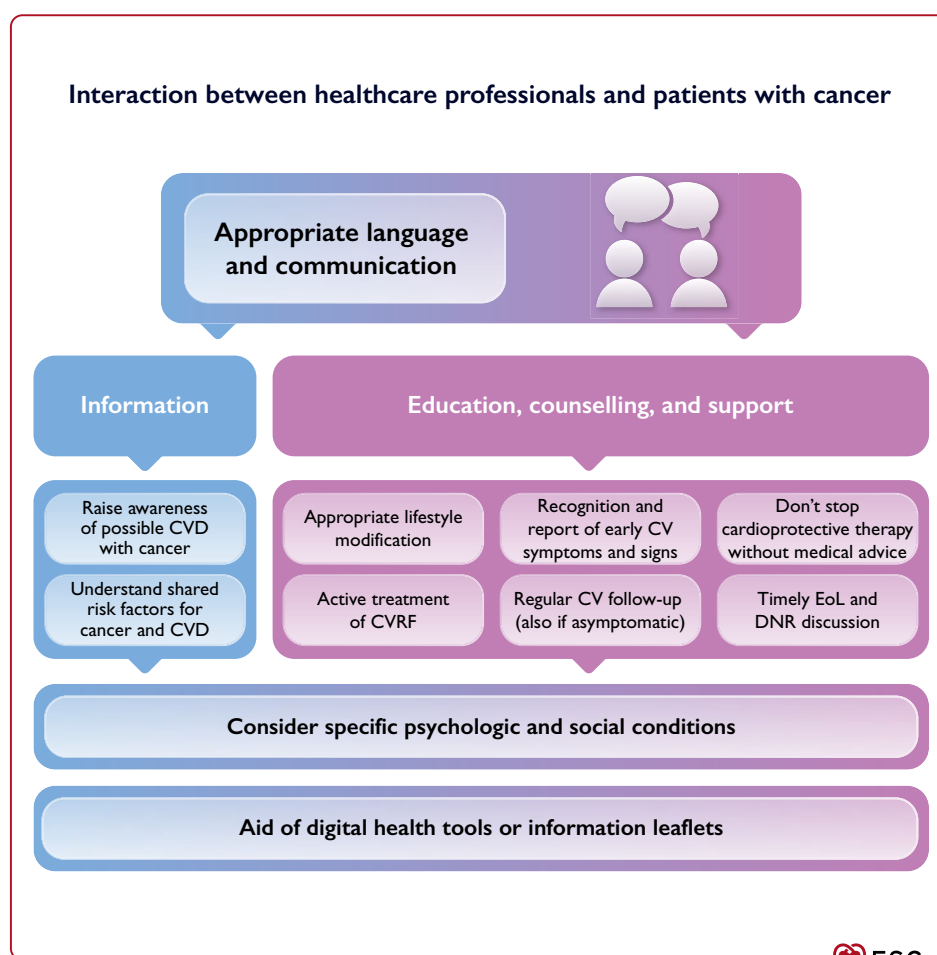 Interaction between healthcare professionals and patients with cancer
Appropriate language
and communication
Information
Education, counselling, and support
Raise awareness
of possible CVD
with cancer
Understand shared
risk factors for
cancer and CVD
Appropriate lifestyle
modification
Recognition and
report of early CV
symptoms and signs
Don’t stop
cardioprotective therapy
without medical advice
Active treatment
of CVRF
Regular CV follow-up
(also if asymptomatic)
Timely EoL and
DNR discussion
Consider specific psychologic and social conditions
Aid of digital health tools or information leaflets
ESC